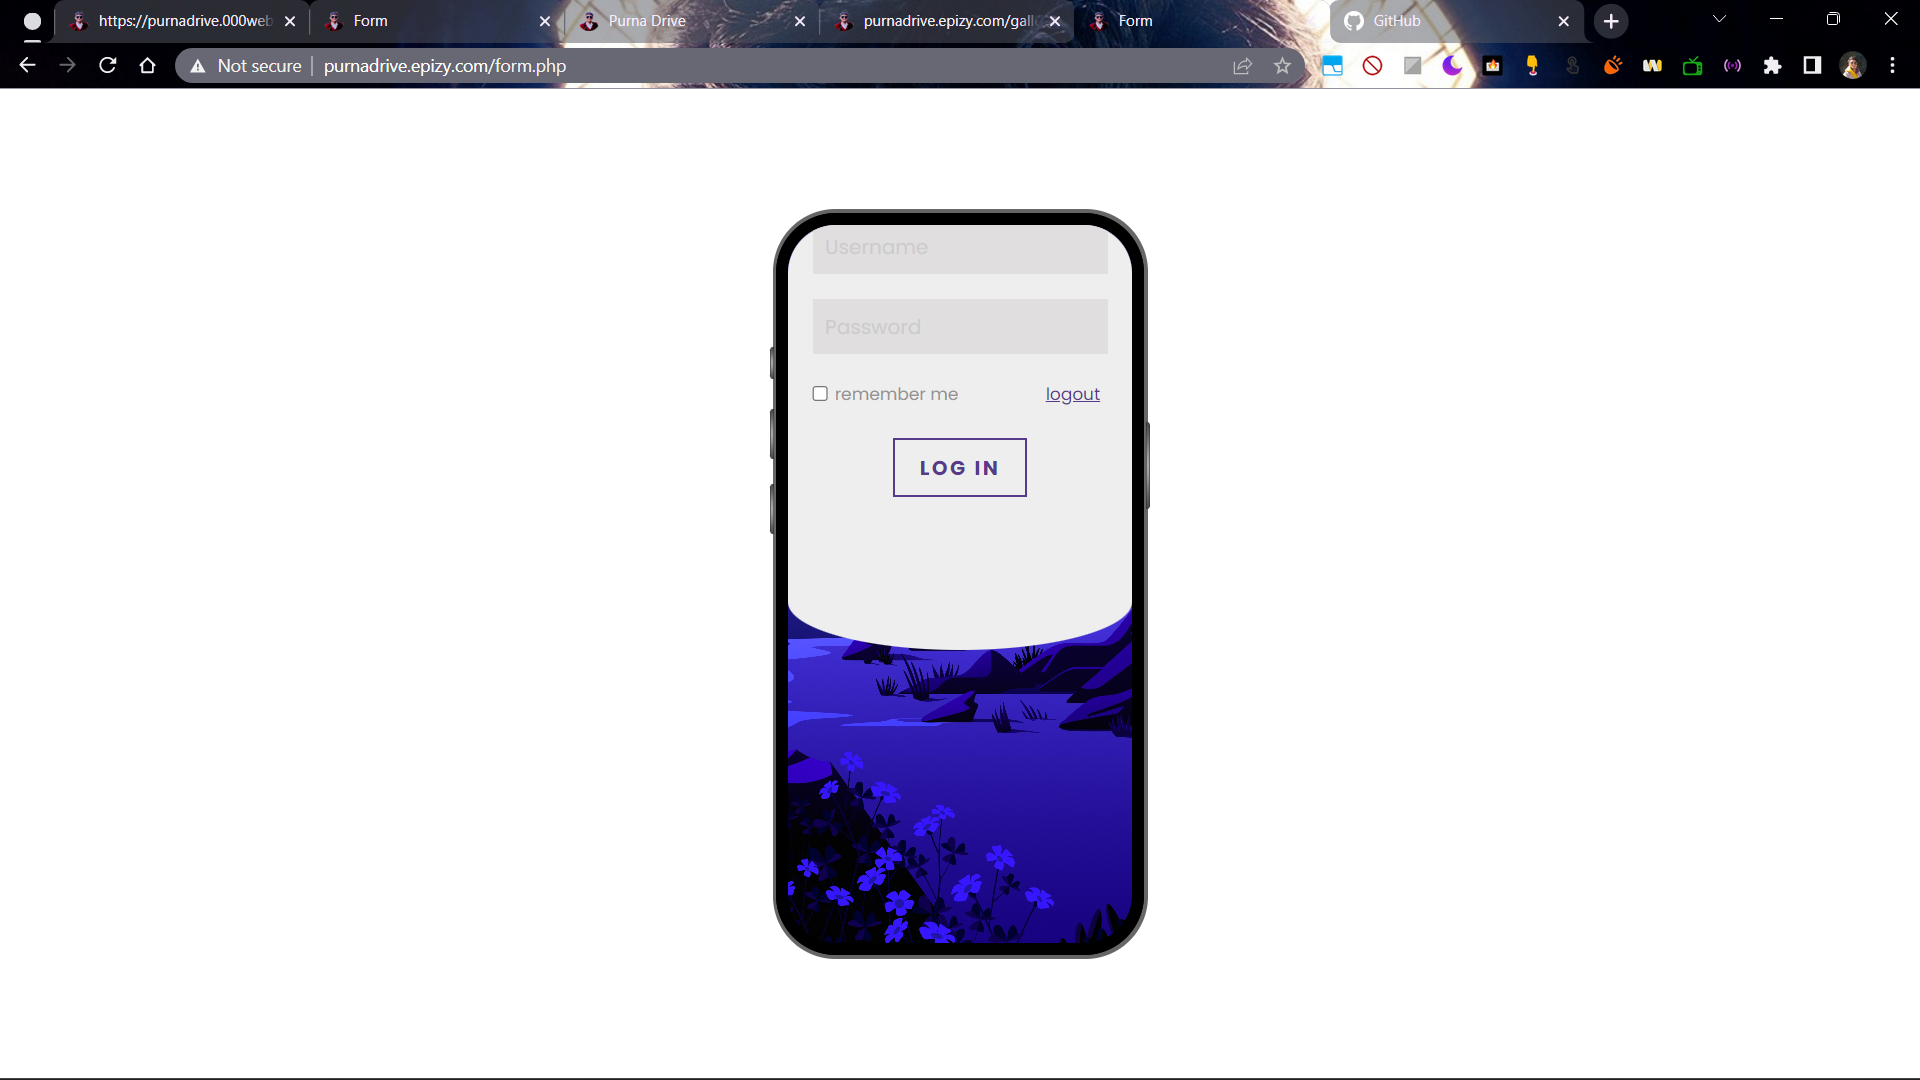 https://purnadrive.000web
Form
Purna Drive
purnadrive.epizy.com/gall
Form
GitHub
Not secure
purnadrive.epizy.com/form.php
Username
Password
remember me
logout
LOG IN